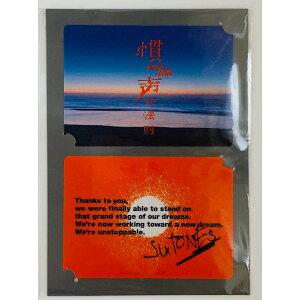 慣声の法則
Thanks to you,
we were finally able to stand on
that grand stage of our dreams.
We're now working toward a new dream.
We're unstoppable.
SixTONES